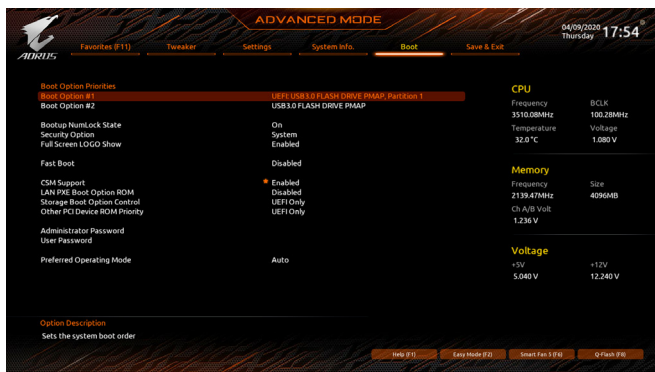 ADVANCED MODE
04/09/2020 Thursday 17:54
AORUS
Favorites (F11) Tweaker Settings System Info. Boot Save & Exit
Boot Option Priorities
Boot Option #1 UEFI: USB3.0 FLASH DRIVE PMAP, Partition 1
Boot Option #2 USB3.0 FLASH DRIVE PMAP
Bootup NumLock State On
Security Option System
Full Screen LOGO Show Enabled
Fast Boot Disabled
CSM Support Enabled
LAN PXE Boot Option ROM Disabled
Storage Boot Option Control UEFI Only
Other PCI Device ROM Priority UEFI Only
Administrator Password
User Password
Preferred Operating Mode Auto
CPU
Frequency BCLK
3510.08MHz 100.28MHz
Temperature Voltage
32.0 °C 1.080 V
Memory
Frequency Size
2139.47MHz 4096MB
Ch A/B Volt
1.236 V
Voltage
+5V +12V
5.040 V 12.240 V
Option Description
Sets the system boot order
Help (F1) Easy Mode (F2) Smart Fan 5 (F6) Q-Flash (F8)